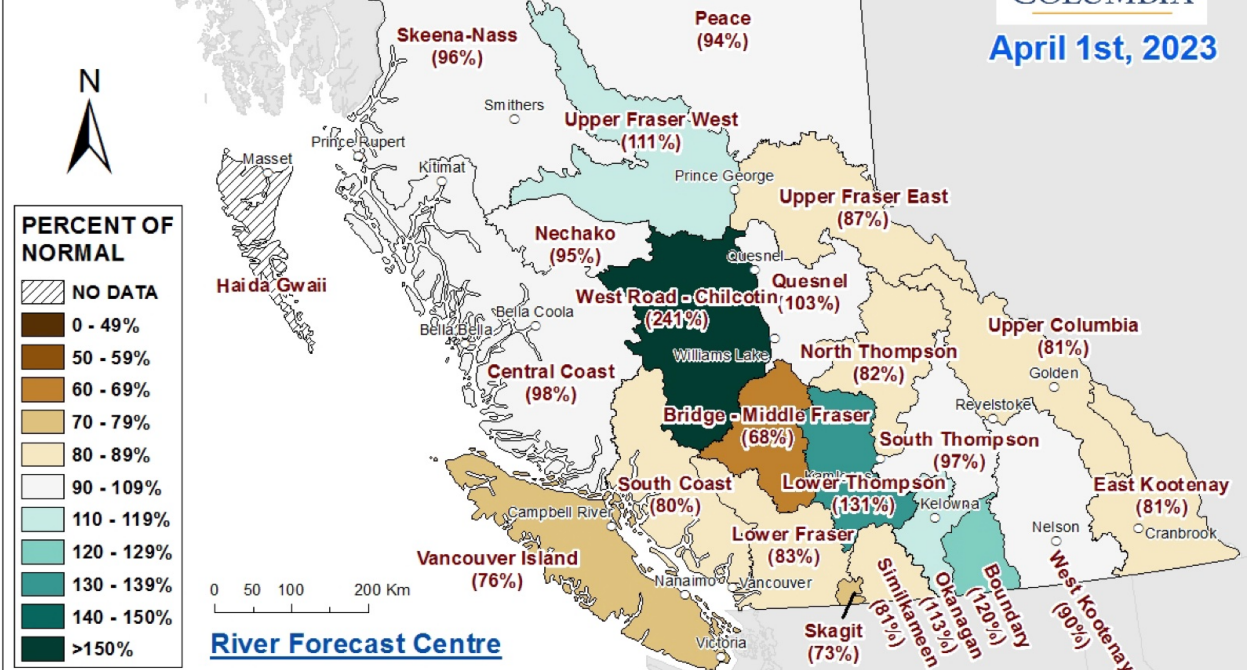 COLUMBIA
April 1st, 2023
Peace
(94%)
Skeena-Nass
(96%)
N
Smithers
Upper Fraser West
(111%)
Prince Rupert
Masset
Kitimat
Prince George
Upper Fraser East
(87%)
PERCENT OF
NORMAL
NO DATA
0 - 49%
50 - 59%
60 - 69%
70 - 79%
80 - 89%
90 - 109%
110 - 119%
120 - 129%
130 - 139%
140 - 150%
>150%
Haida Gwaii
Nechako
(95%)
Quesnel
Quesnel
(103%)
West Road - Chilcotin
(241%)
Bella Coola
Bella Bella
Williams Lake
Upper Columbia
(81%)
North Thompson
(82%)
Golden
Central Coast
(98%)
Revelstoke
Bridge - Middle Fraser
(68%)
South Thompson
(97%)
Lower Thompson
(131%)
South Coast
(80%)
East Kootenay
(81%)
Kelowna
Campbell River
Nelson
Cranbrook
Lower Fraser
(83%)
Vancouver Island
(76%)
Nanaimo
Vancouver
Similkameen
(81%)
Okanagan
(113%)
Boundary
(120%)
West Kootenay
(90%)
0 50 100 200 Km
River Forecast Centre
Victoria
Skagit
(73%)